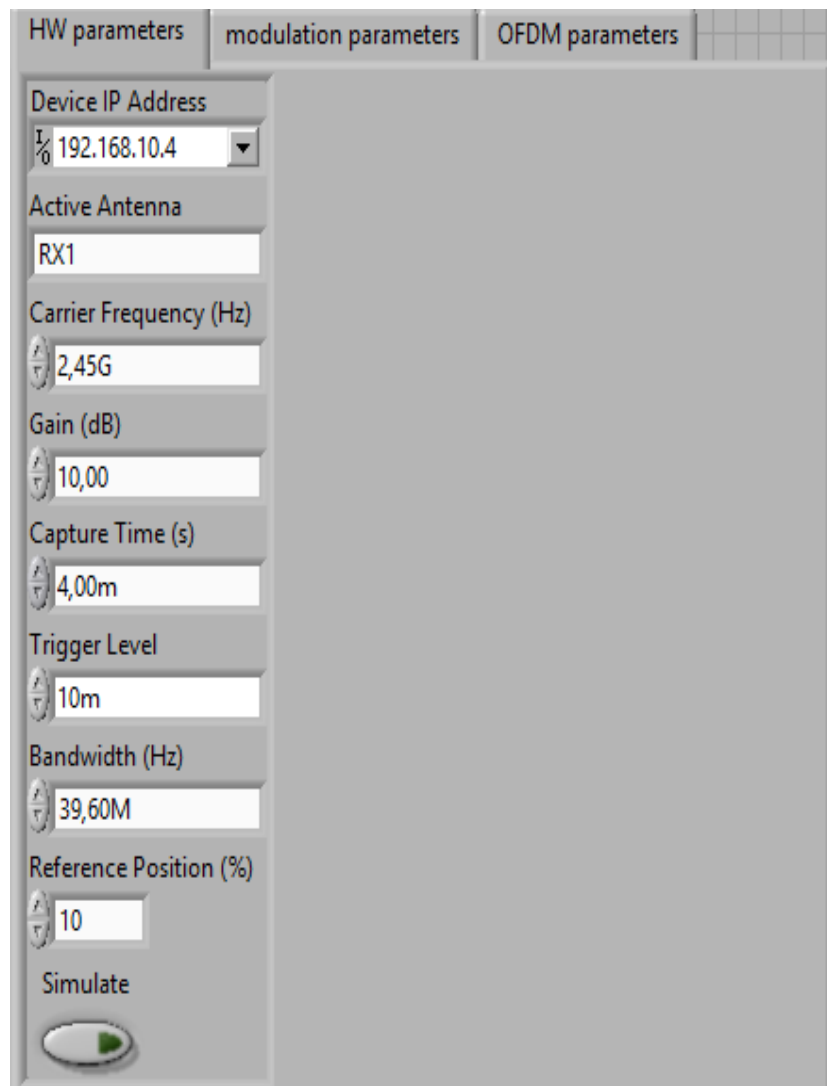 HW parameters modulation parameters OFDM parameters
Device IP Address
I/O 192.168.10.4
Active Antenna
RX1
Carrier Frequency (Hz)
2,45G
Gain (dB)
10,00
Capture Time (s)
4,00m
Trigger Level
10m
Bandwidth (Hz)
39,60M
Reference Position (%)
10
Simulate